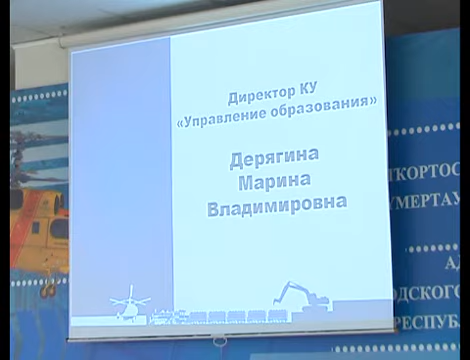 Директор КУ
«Управление образования»
Дерягина
Марина
Владимировна